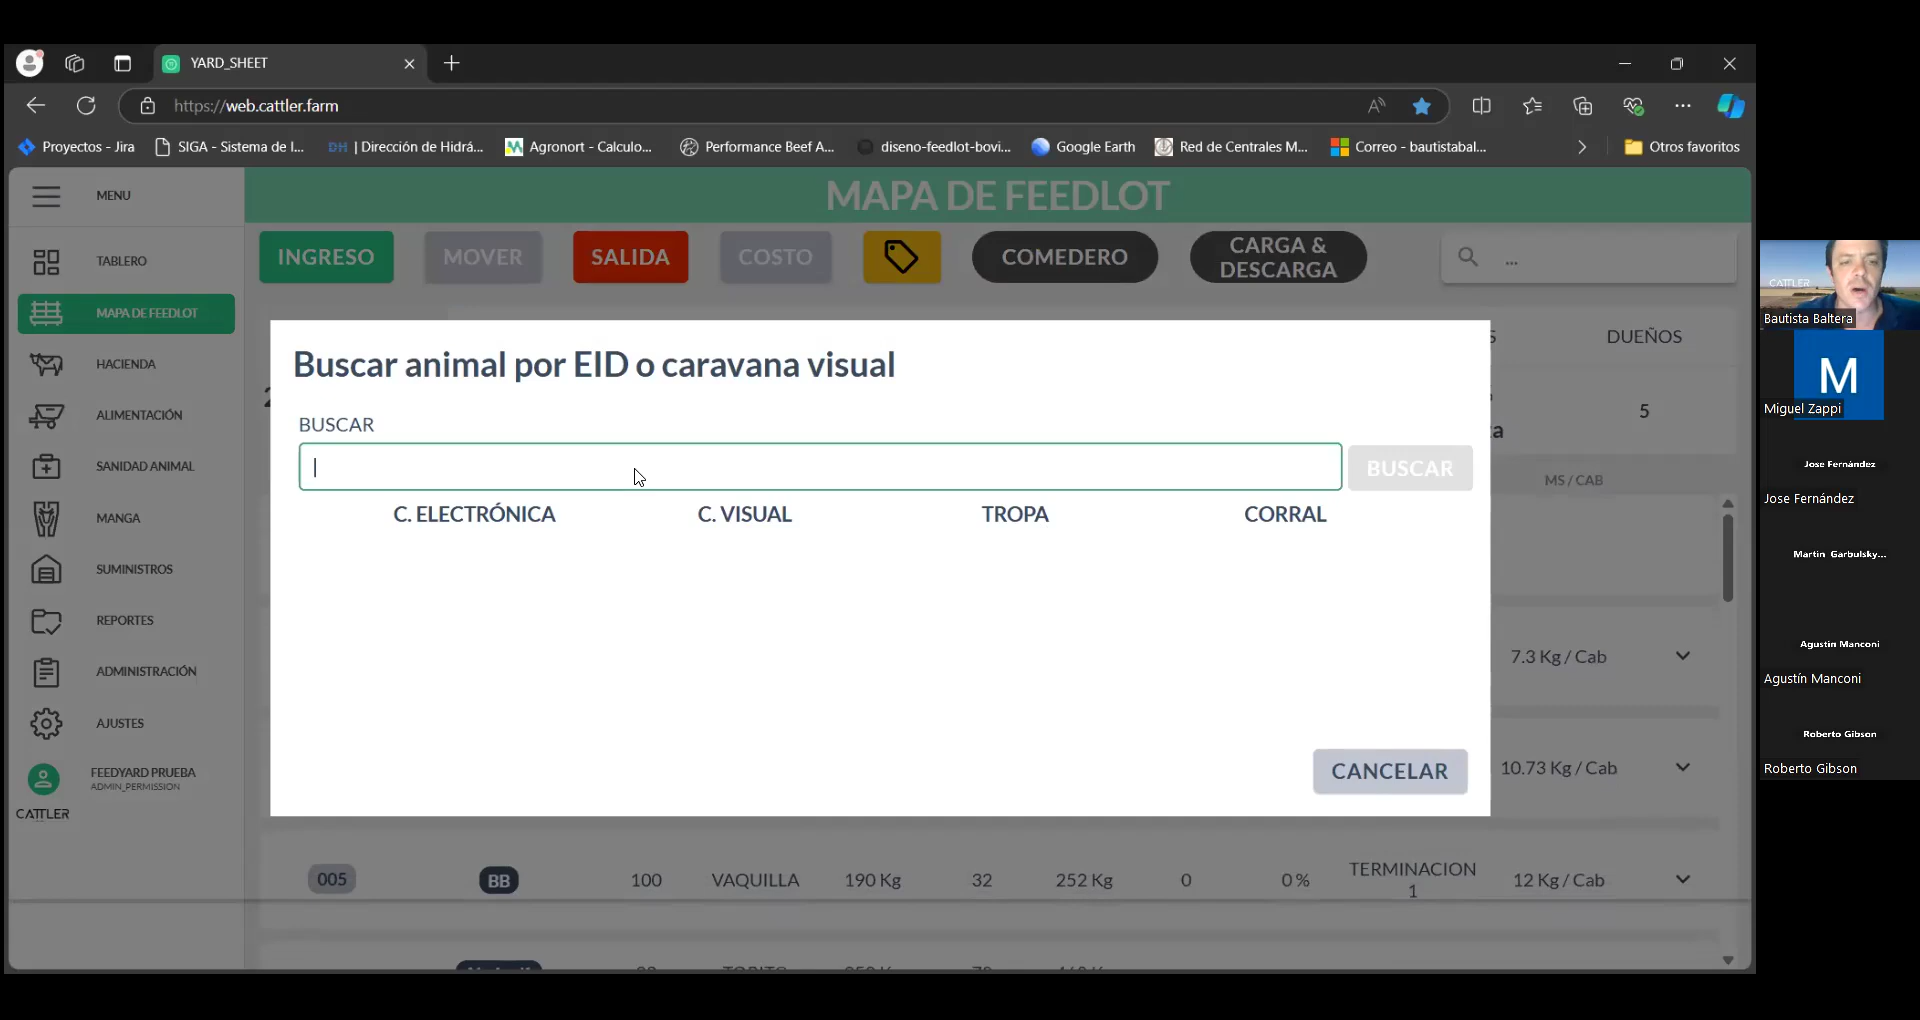 YARD_SHEET
https://web.cattler.farm
Proyectos - Jira
SIGA - Sistema de I...
DH | Dirección de Hidrá...
Agronort - Calculo...
Performance Beef A...
diseno-feedlot-bovi...
Google Earth
Red de Centrales M...
Correo - bautistabal...
Otros favoritos
MENU
MAPA DE FEEDLOT
INGRESO
MOVER
SALIDA
COSTO
COMEDERO
CARGA &
DESCARGA
...
TABLERO
MAPA DE FEEDLOT
HACIENDA
ALIMENTACIÓN
SANIDAD ANIMAL
MANGA
SUMINISTROS
REPORTES
ADMINISTRACIÓN
AJUSTES
FEEDYARD PRUEBA
ADMIN_PERMISSION
CATTLER
DUEÑOS
5
MS / CAB
Buscar animal por EID o caravana visual
BUSCAR
BUSCAR
C. ELECTRÓNICA C. VISUAL TROPA CORRAL
CANCELAR
7.3 Kg / Cab
10.73 Kg / Cab
005 BB 100 VAQUILLA 190 Kg 32 252 Kg 0 0 % TERMINACION 12 Kg / Cab
1
CATTLER
Bautista Baltera
M
Miguel Zappi
Jose Fernández
Jose Fernández
Martin Garbulsky...
Agustin Manconi
Agustín Manconi
Roberto Gibson
Roberto Gibson